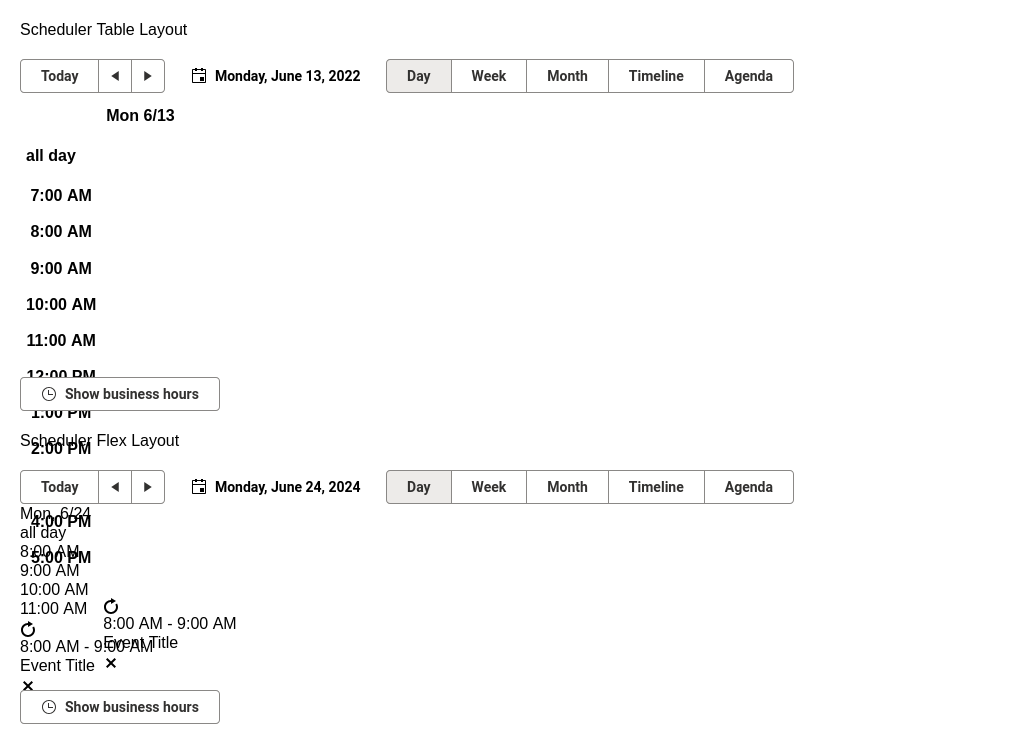 Scheduler Table Layout
Today
Monday, June 13, 2022
Day Week Month Timeline Agenda
Mon 6/13
all day
7:00 AM
8:00 AM
9:00 AM
10:00 AM
11:00 AM
12:00 PM
Show business hours
1:00 PM
Scheduler Flex Layout
2:00 PM
Today
Monday, June 24, 2024
Day Week Month Timeline Agenda
Mon, 6/24
4:00 PM
all day
8:00 AM
5:00 PM
9:00 AM
10:00 AM
11:00 AM
8:00 AM - 9:00 AM
Event Title
8:00 AM - 9:00 AM
Event Title
Show business hours